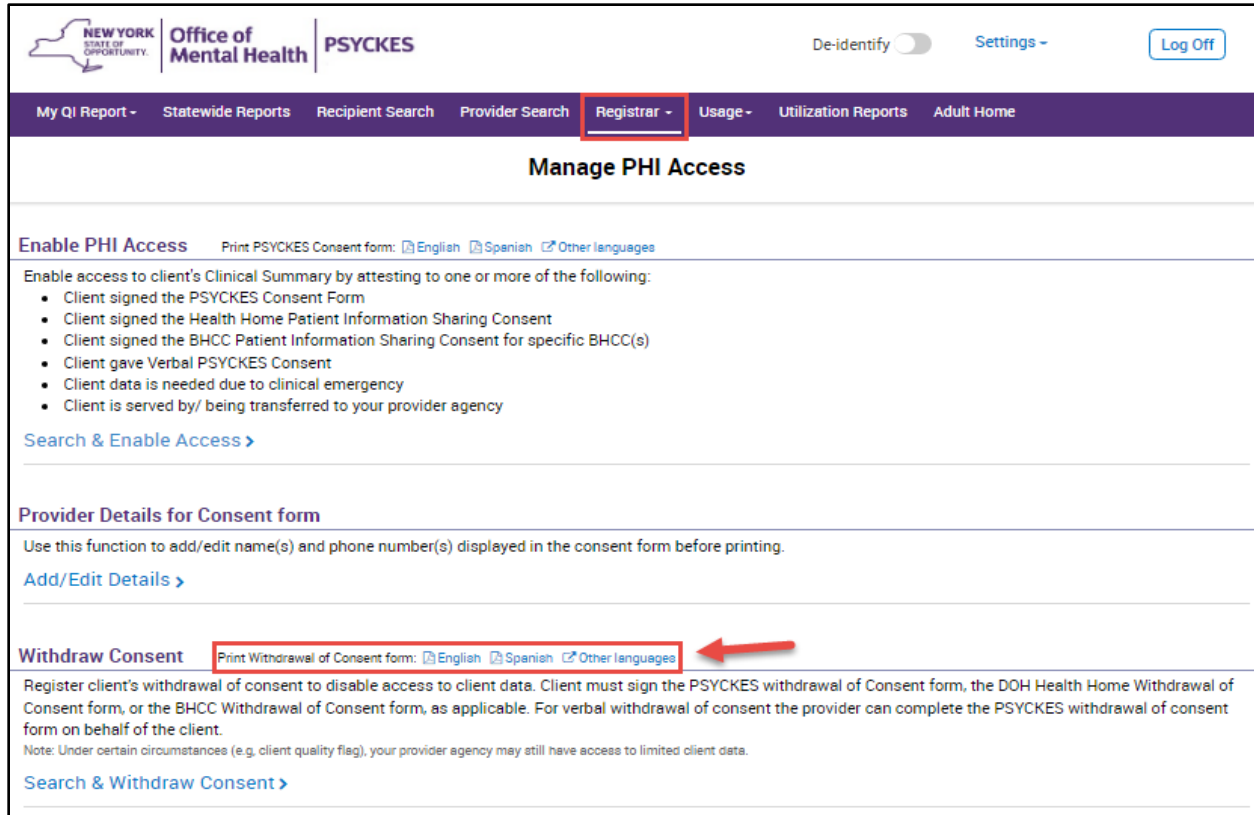 NEW YORK
STATE OF
OPPORTUNITY.
Office of
Mental Health
PSYCKES
De-identify
Settings
Log Off
My QI Report Statewide Reports Recipient Search Provider Search Registrar Usage Utilization Reports Adult Home
Manage PHI Access
Enable PHI Access Print PSYCKES Consent form: English Spanish Other languages
Enable access to client's Clinical Summary by attesting to one or more of the following:
• Client signed the PSYCKES Consent Form
• Client signed the Health Home Patient Information Sharing Consent
• Client signed the BHCC Patient Information Sharing Consent for specific BHCC(s)
• Client gave Verbal PSYCKES Consent
• Client data is needed due to clinical emergency
• Client is served by/ being transferred to your provider agency
Search & Enable Access >
Provider Details for Consent form
Use this function to add/edit name(s) and phone number(s) displayed in the consent form before printing.
Add/Edit Details >
Withdraw Consent Print Withdrawal of Consent form: English Spanish Other languages
Register client's withdrawal of consent to disable access to client data. Client must sign the PSYCKES withdrawal of Consent form, the DOH Health Home Withdrawal of
Consent form, or the BHCC Withdrawal of Consent form, as applicable. For verbal withdrawal of consent the provider can complete the PSYCKES withdrawal of consent
form on behalf of the client.
Note: Under certain circumstances (e.g, client quality flag), your provider agency may still have access to limited client data.
Search & Withdraw Consent >